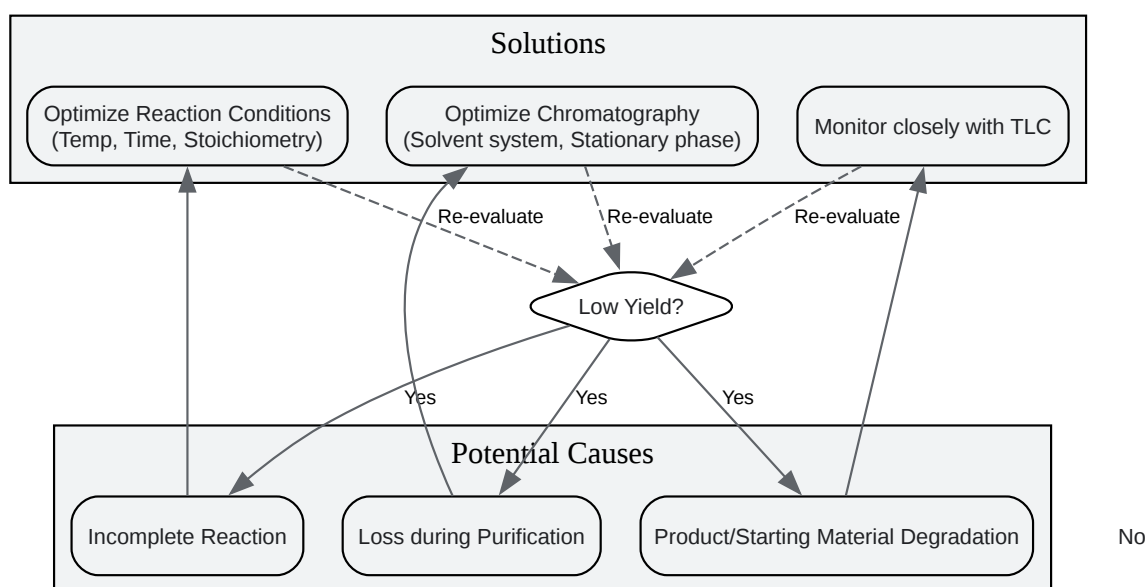 Solutions
Optimize Reaction Conditions
(Temp, Time, Stoichiometry)
Optimize Chromatography
(Solvent system, Stationary phase)
Monitor closely with TLC
Re-evaluate
Re-evaluate
Re-evaluate
Low Yield?
Yes
Yes
Yes
Potential Causes
Incomplete Reaction
Loss during Purification
Product/Starting Material Degradation
No